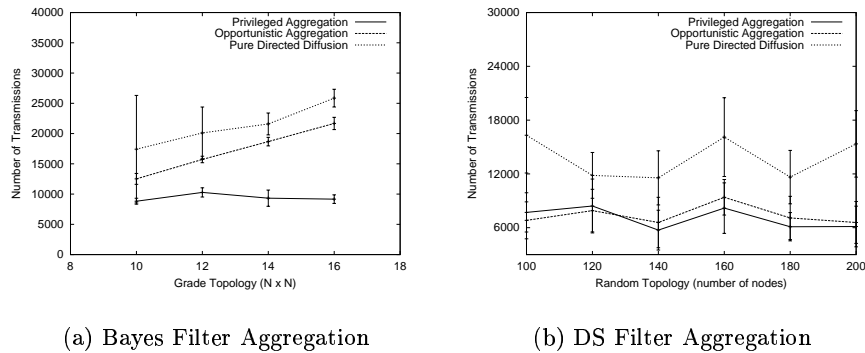 40000
35000
30000
25000
20000
15000
10000
5000
0
Number of Transmissions
Privileged Aggregation
Opportunistic Aggregation
Pure Directed Diffusion
8 10 12 14 16 18
Grade Topology (N x N)
(a) Bayes Filter Aggregation
30000
24000
18000
12000
6000
Number of Transmissions
Privileged Aggregation
Opportunistic Aggregation
Pure Directed Diffusion
100 120 140 160 180 200
Random Topology (number of nodes)
(b) DS Filter Aggregation